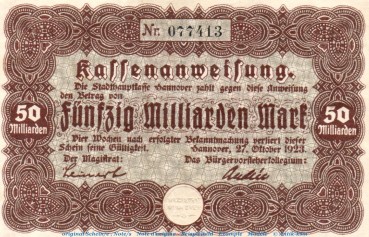 Nr. 077413
Kassenanweisung.
Die Stadthauptkasse Hannover zahlt gegen diese Anweisung
den Betrag von
50 Milliarden
Fünfzig Milliarden Mark
50 Milliarden
Vier Wochen nach erfolgter Bekanntmachung verliert dieser
Schein seine Gültigkeit.
Hannover, 27. Oktober 1923.
Der Magistrat:
Das Bürgervorsteherkollegium: